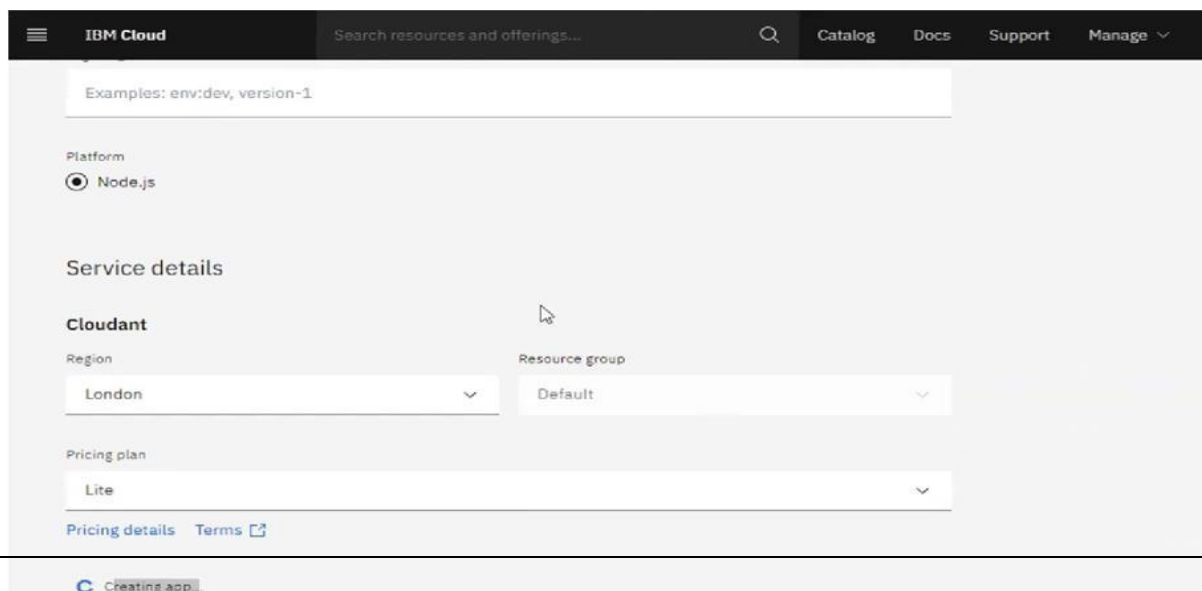 IBM Cloud Search resources and offerings... Catalog Docs Support Manage
Examples: env:dev, version-1
Platform
Node.js
Service details
Cloudant
Region Resource group
London Default
Pricing plan
Lite
Pricing details Terms
Creating app...